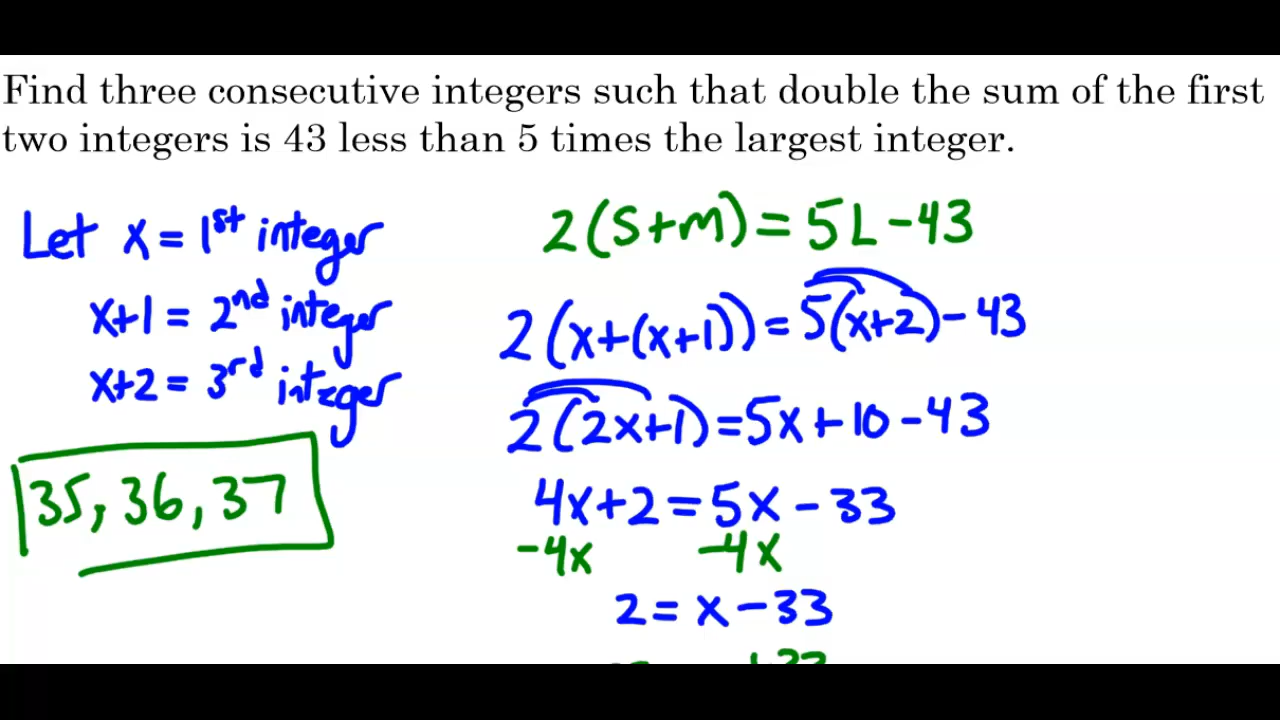 Find three consecutive integers such that double the sum of the first
two integers is 43 less than 5 times the largest integer.
Let x = 1st integer
x+1 = 2nd integer
x+2 = 3rd integer
35, 36, 37
2(S+M) = 5L - 43
2(x+(x+1)) = 5(x+2) - 43
2(2x+1) = 5x + 10 - 43
4x + 2 = 5x - 33
-4x -4x
2 = x - 33